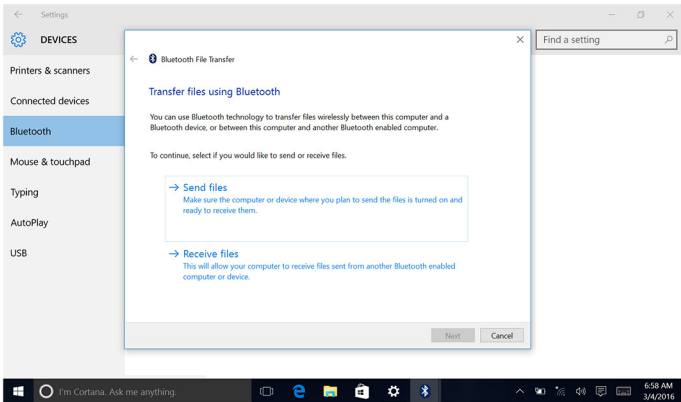 Settings
DEVICES
Find a setting
Printers & scanners
Connected devices
Bluetooth
Mouse & touchpad
Typing
AutoPlay
USB
Bluetooth File Transfer
Transfer files using Bluetooth
You can use Bluetooth technology to transfer files wirelessly between this computer and a
Bluetooth device, or between this computer and another Bluetooth enabled computer.
To continue, select if you would like to send or receive files.
Send files
Make sure the computer or device where you plan to send the files is turned on and
ready to receive them.
Receive files
This will allow your computer to receive files sent from another Bluetooth enabled
computer or device.
Next
Cancel
I'm Cortana. Ask me anything.
6:58 AM
3/4/2016